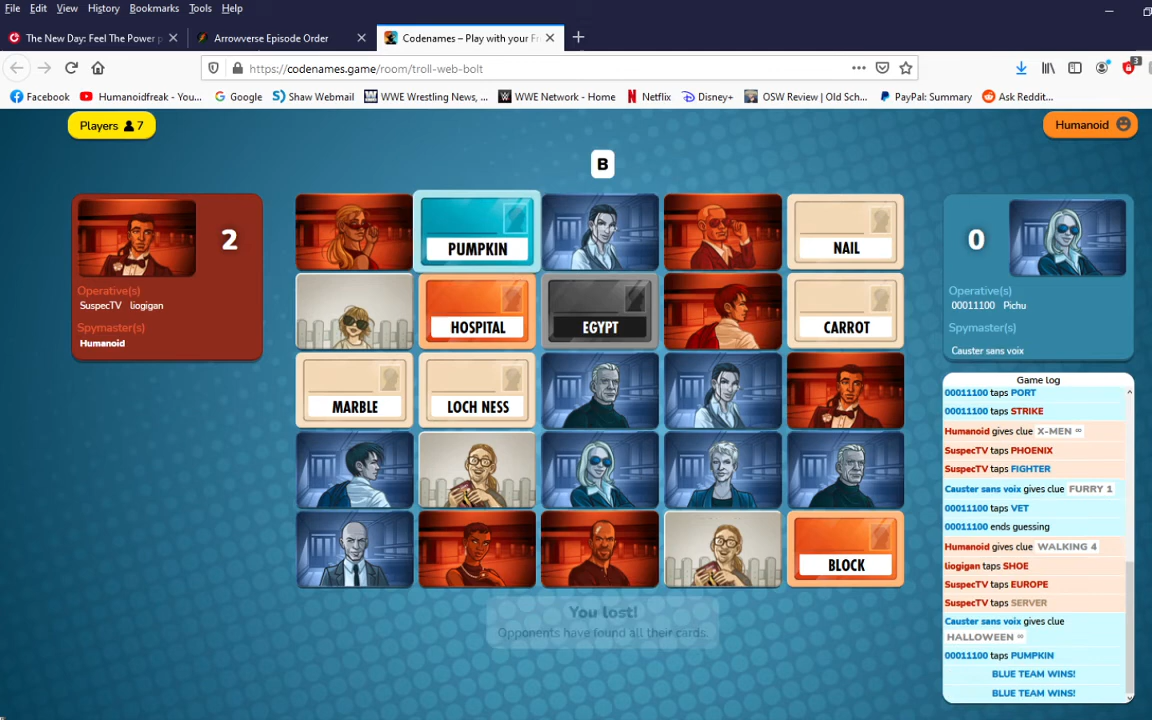 File Edit View History Bookmarks Tools Help
The New Day: Feel The Power p
Arrowverse Episode Order
Codenames – Play with your Fr
https://codenames.game/room/troll-web-bolt
3
Facebook
Humanoidfreak - You...
Google
Shaw Webmail
WWE Wrestling News, ...
WWE Network - Home
Netflix
Disney+
OSW Review | Old Sch...
PayPal: Summary
Ask Reddit...
Players 7
Humanoid
B
2
Operative(s)
SuspecTV liogigan
Spymaster(s)
Humanoid
PUMPKIN
NAIL
HOSPITAL
EGYPT
CARROT
MARBLE
LOCH NESS
BLOCK
You lost!
Opponents have found all their cards.
0
Operative(s)
00011100 Pichu
Spymaster(s)
Causter sans voix
Game log
00011100 taps PORT
00011100 taps STRIKE
Humanoid gives clue X-MEN ∞
SuspecTV taps PHOENIX
SuspecTV taps FIGHTER
Causter sans voix gives clue FURRY 1
00011100 taps VET
00011100 ends guessing
Humanoid gives clue WALKING 4
liogigan taps SHOE
SuspecTV taps EUROPE
SuspecTV taps SERVER
Causter sans voix gives clue
HALLOWEEN ∞
00011100 taps PUMPKIN
BLUE TEAM WINS!
BLUE TEAM WINS!